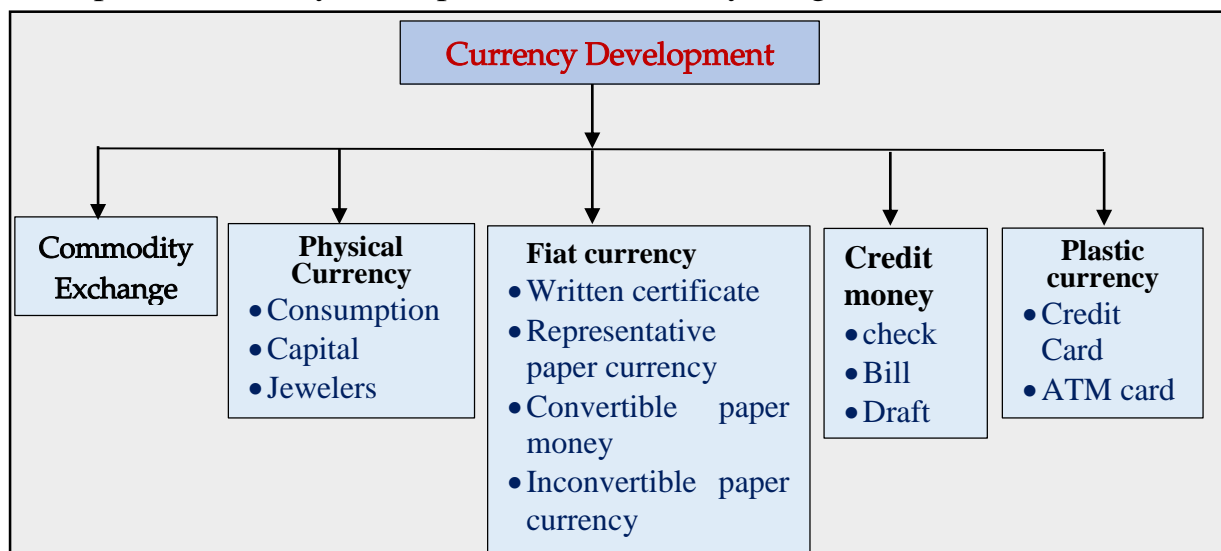 Currency Development
Commodity
Exchange
Physical
Currency
•Consumption
•Capital
•Jewelers
Fiat currency
•Written certificate
•Representative
paper currency
•Convertible paper
money
•Inconvertible paper
currency
Credit
money
•check
•Bill
•Draft
Plastic
currency
•Credit
Card
•ATM card